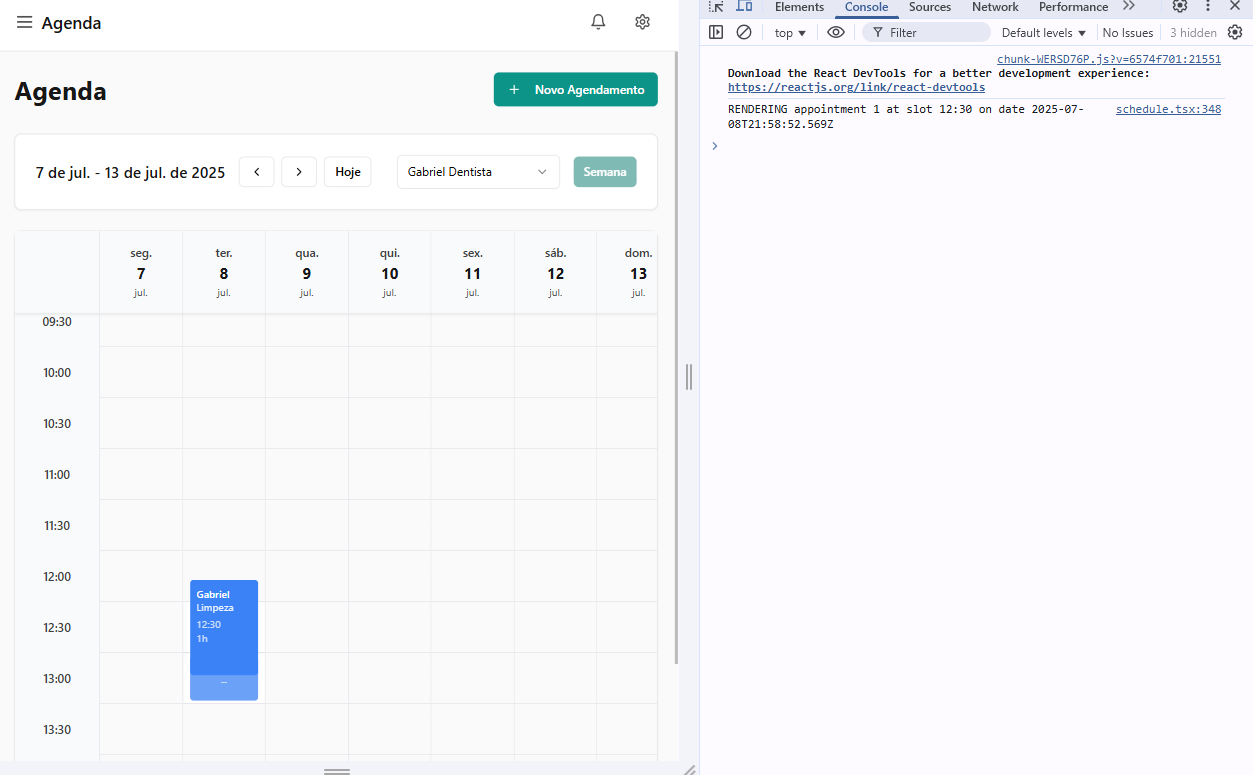 Agenda
Agenda
+ Novo Agendamento
7 de jul. - 13 de jul. de 2025
Hoje
Gabriel Dentista
Semana
seg. ter. qua. qui. sex. sáb. dom.
7 8 9 10 11 12 13
jul. jul. jul. jul. jul. jul. jul.
09:30
10:00
10:30
11:00
11:30
12:00
Gabriel
Limpeza
12:30
1h
12:30
13:00
–
13:30
Elements Console Sources Network Performance
top Filter Default levels No Issues 3 hidden
chunk-WERSD76P.js?v=6574f701:21551
Download the React DevTools for a better development experience:
https://reactjs.org/link/react-devtools
RENDERING appointment 1 at slot 12:30 on date 2025-07- schedule.tsx:348
08T21:58:52.569Z